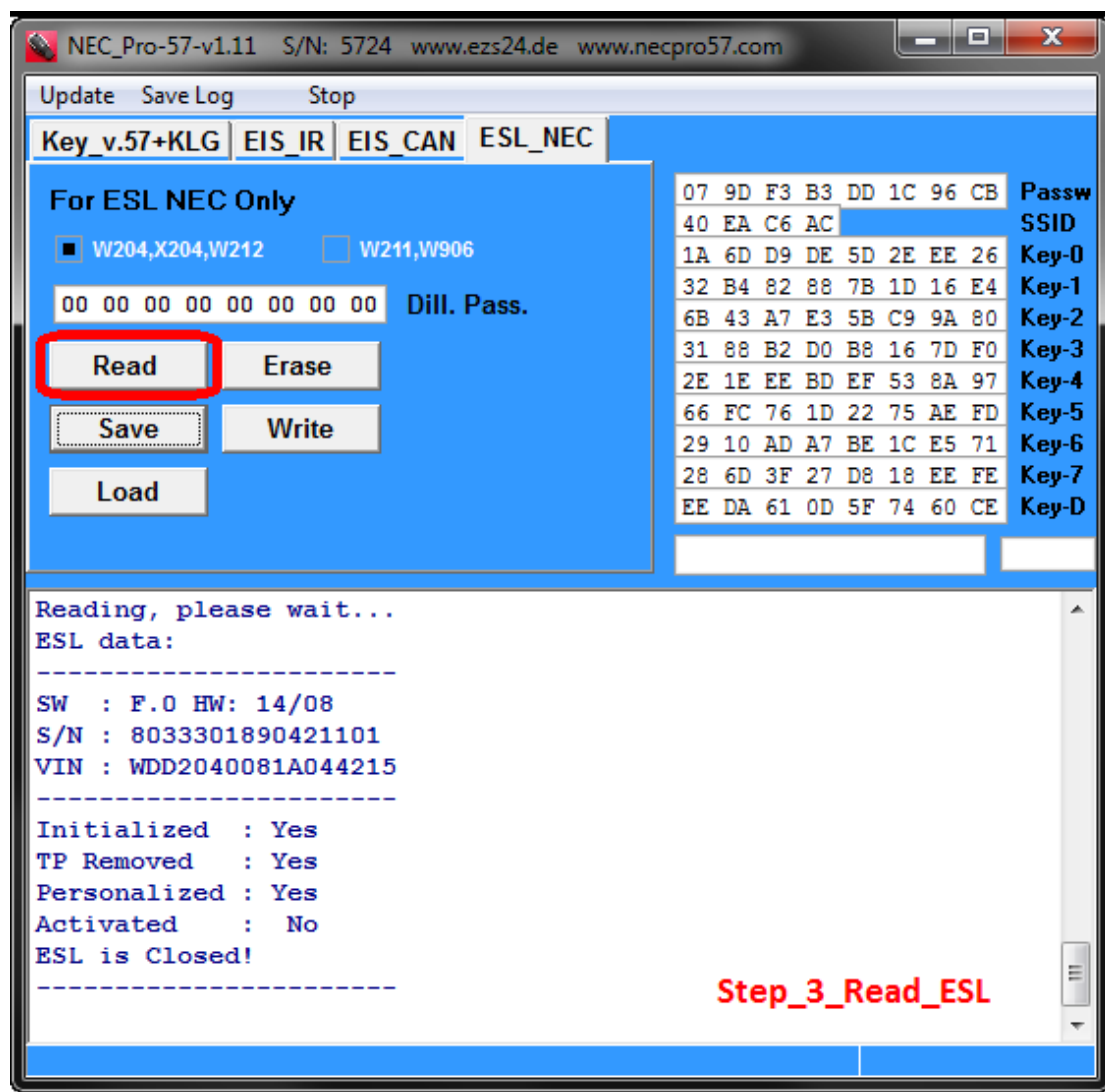 NEC_Pro-57-v1.11 S/N: 5724 www.ezs24.de www.necpro57.com
Update Save Log Stop
Key_v.57+KLG EIS_IR EIS_CAN ESL_NEC
For ESL NEC Only
W204,X204,W212 W211,W906
00 00 00 00 00 00 00 00 Dill. Pass.
Read Erase
Save Write
Load
07 9D F3 B3 DD 1C 96 CB Passw
40 EA C6 AC SSID
1A 6D D9 DE 5D 2E EE 26 Key-0
32 B4 82 88 7B 1D 16 E4 Key-1
6B 43 A7 E3 5B C9 9A 80 Key-2
31 88 B2 D0 B8 16 7D F0 Key-3
2E 1E EE BD EF 53 8A 97 Key-4
66 FC 76 1D 22 75 AE FD Key-5
29 10 AD A7 BE 1C E5 71 Key-6
28 6D 3F 27 D8 18 EE FE Key-7
EE DA 61 0D 5F 74 60 CE Key-D
Reading, please wait...
ESL data:
------------------------
SW : F.0 HW: 14/08
S/N : 8033301890421101
VIN : WDD2040081A044215
------------------------
Initialized : Yes
TP Removed : Yes
Personalized : Yes
Activated : No
ESL is Closed!
------------------------
Step_3_Read_ESL